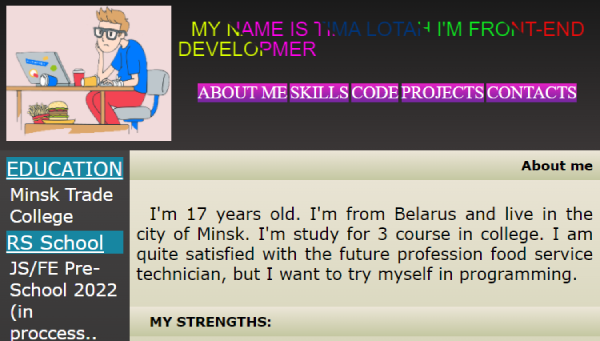 MY NAME IS TIMA LOTAH I'M FRONT-END
DEVELOPMER
ABOUT ME SKILLS CODE PROJECTS CONTACTS
EDUCATION
Minsk Trade
College
RS School
JS/FE Pre-
School 2022
(in
proccess..
About me
I'm 17 years old. I'm from Belarus and live in the
city of Minsk. I'm study for 3 course in college. I am
quite satisfied with the future profession food service
technician, but I want to try myself in programming.
MY STRENGTHS: